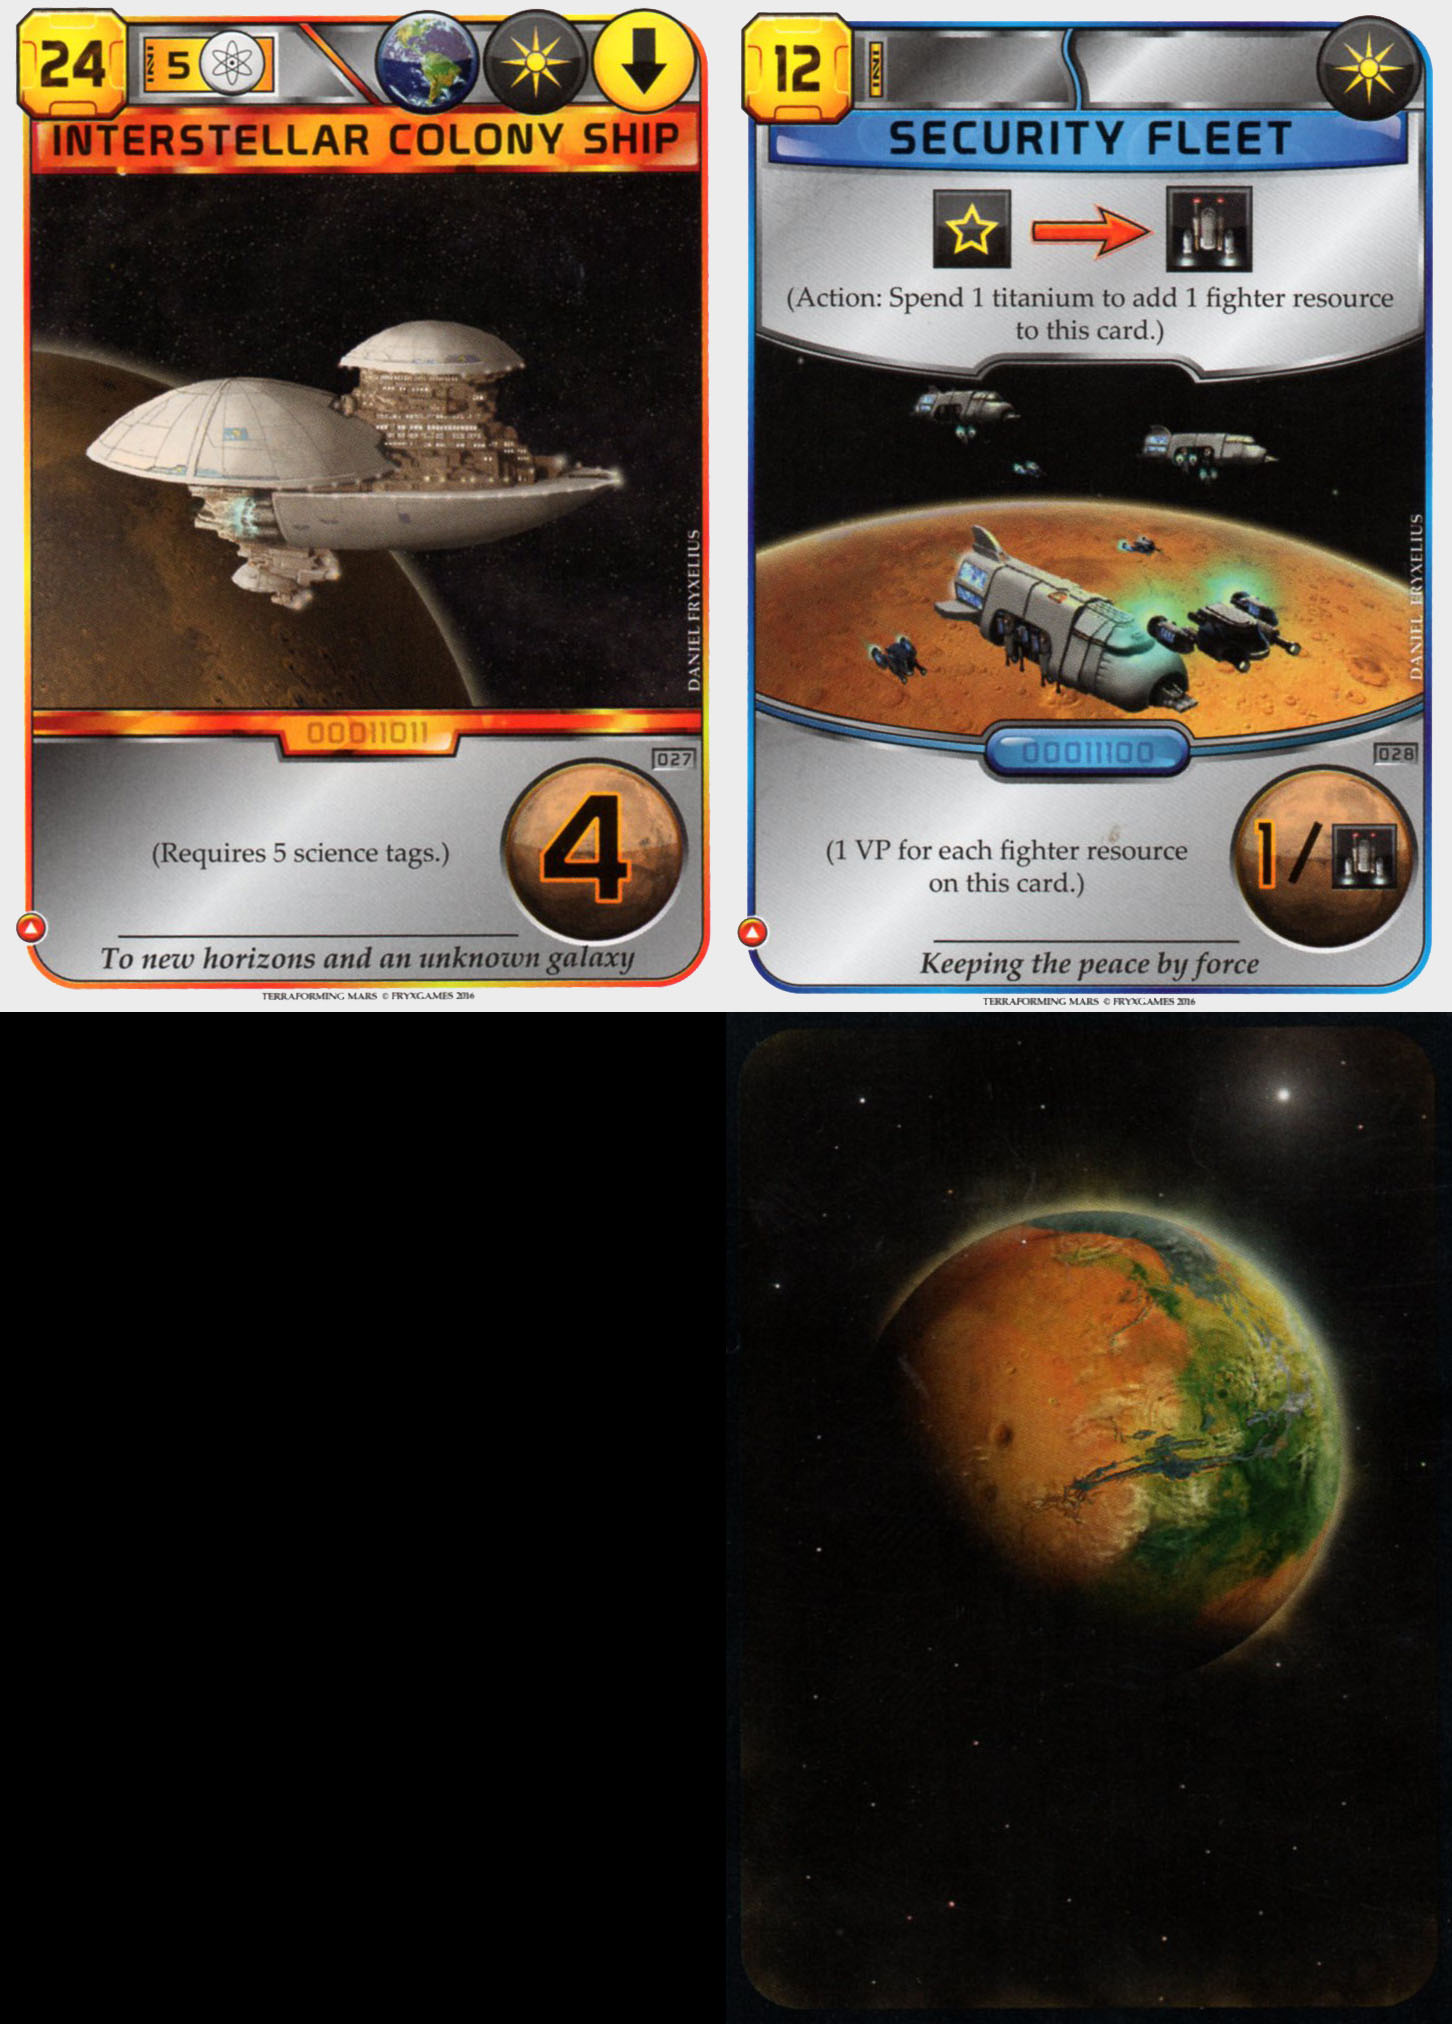 24
5
INTERSTELLAR COLONY SHIP
DANIEL FRYXELIUS
00011011
027
(Requires 5 science tags.)
4
To new horizons and an unknown galaxy
TERRAFORMING MARS © FRYXGAMES 2016
12
SECURITY FLEET
(Action: Spend 1 titanium to add 1 fighter resource
to this card.)
DANIEL FRYXELIUS
00011100
028
(1 VP for each fighter resource
on this card.)
1/
Keeping the peace by force
TERRAFORMING MARS © FRYXGAMES 2016